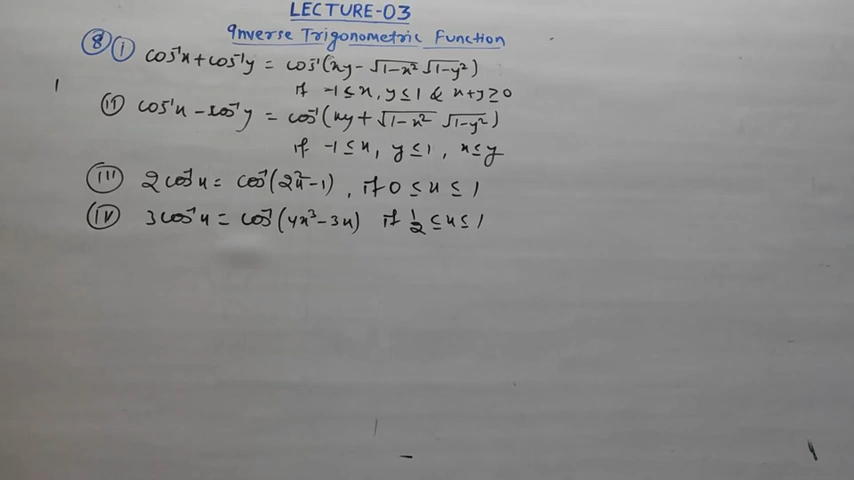 LECTURE-03
Inverse Trigonometric Function
⑧ (i) cos⁻¹x + cos⁻¹y = cos⁻¹(xy - √1-x² √1-y²)
if -1 ≤ x, y ≤ 1 & x+y ≥ 0
(ii) cos⁻¹x - cos⁻¹y = cos⁻¹(xy + √1-x² √1-y²)
if -1 ≤ x, y ≤ 1, x ≤ y
(iii) 2cos⁻¹x = cos⁻¹(2x²-1), if 0 ≤ x ≤ 1
(iv) 3cos⁻¹x = cos⁻¹(4x³-3x) if 1/2 ≤ x ≤ 1